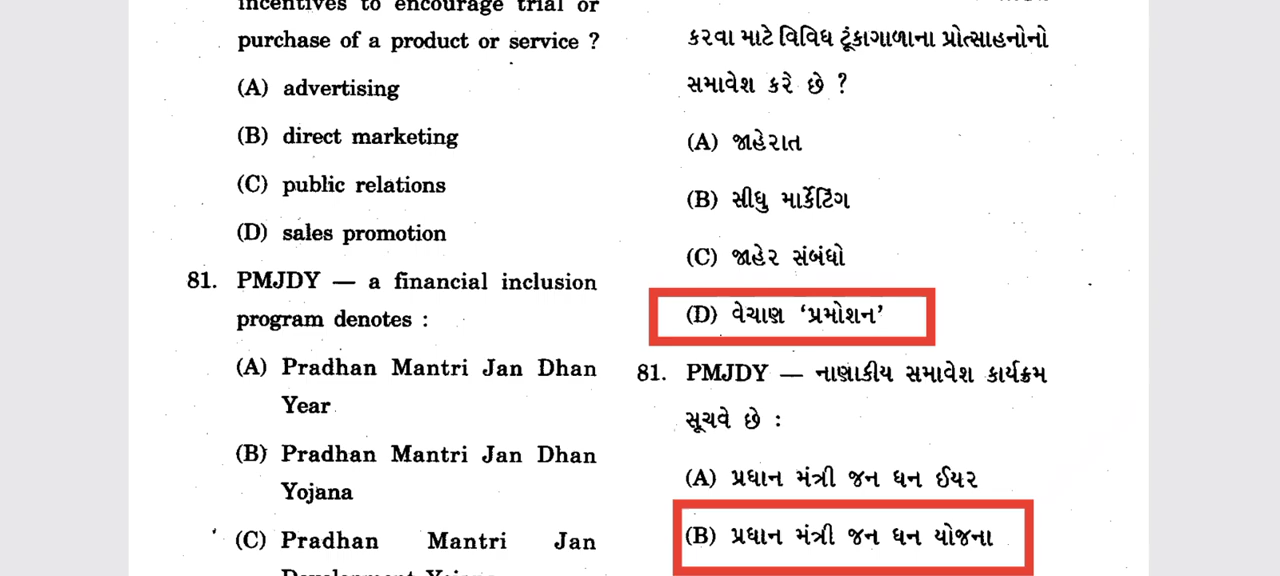 incentives to encourage trial or
purchase of a product or service ?
(A) advertising
(B) direct marketing
(C) public relations
(D) sales promotion
81. PMJDY — a financial inclusion
program denotes :
(A) Pradhan Mantri Jan Dhan
Year
(B) Pradhan Mantri Jan Dhan
Yojana
(C) Pradhan Mantri Jan
કરવા માટે વિવિધ ટૂંકાગાળાના પ્રોત્સાહનોનો
સમાવેશ કરે છે ?
(A) જાહેરાત
(B) સીધુ માર્કેટિંગ
(C) જાહેર સંબંધો
(D) વેચાણ ‘પ્રમોશન’
81. PMJDY — નાણાકીય સમાવેશ કાર્યક્રમ
સૂચવે છે :
(A) પ્રધાન મંત્રી જન ધન ઈયર
(B) પ્રધાન મંત્રી જન ધન યોજના